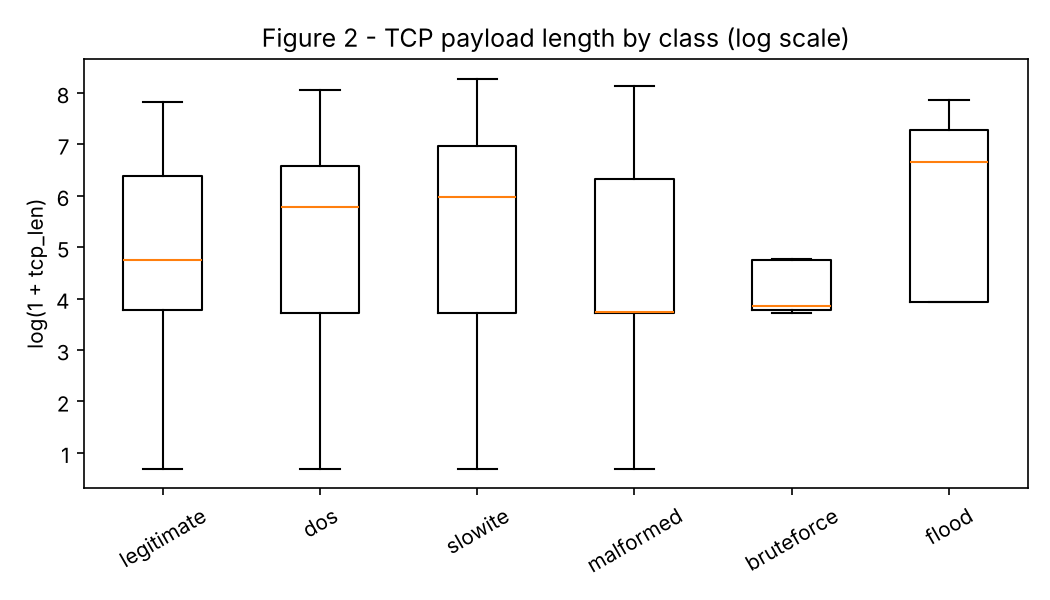 Figure 2 - TCP payload length by class (log scale)
log(1 + tcp_len)
8
7
6
5
4
3
2
1
legitimate
dos
slowite
malformed
bruteforce
flood